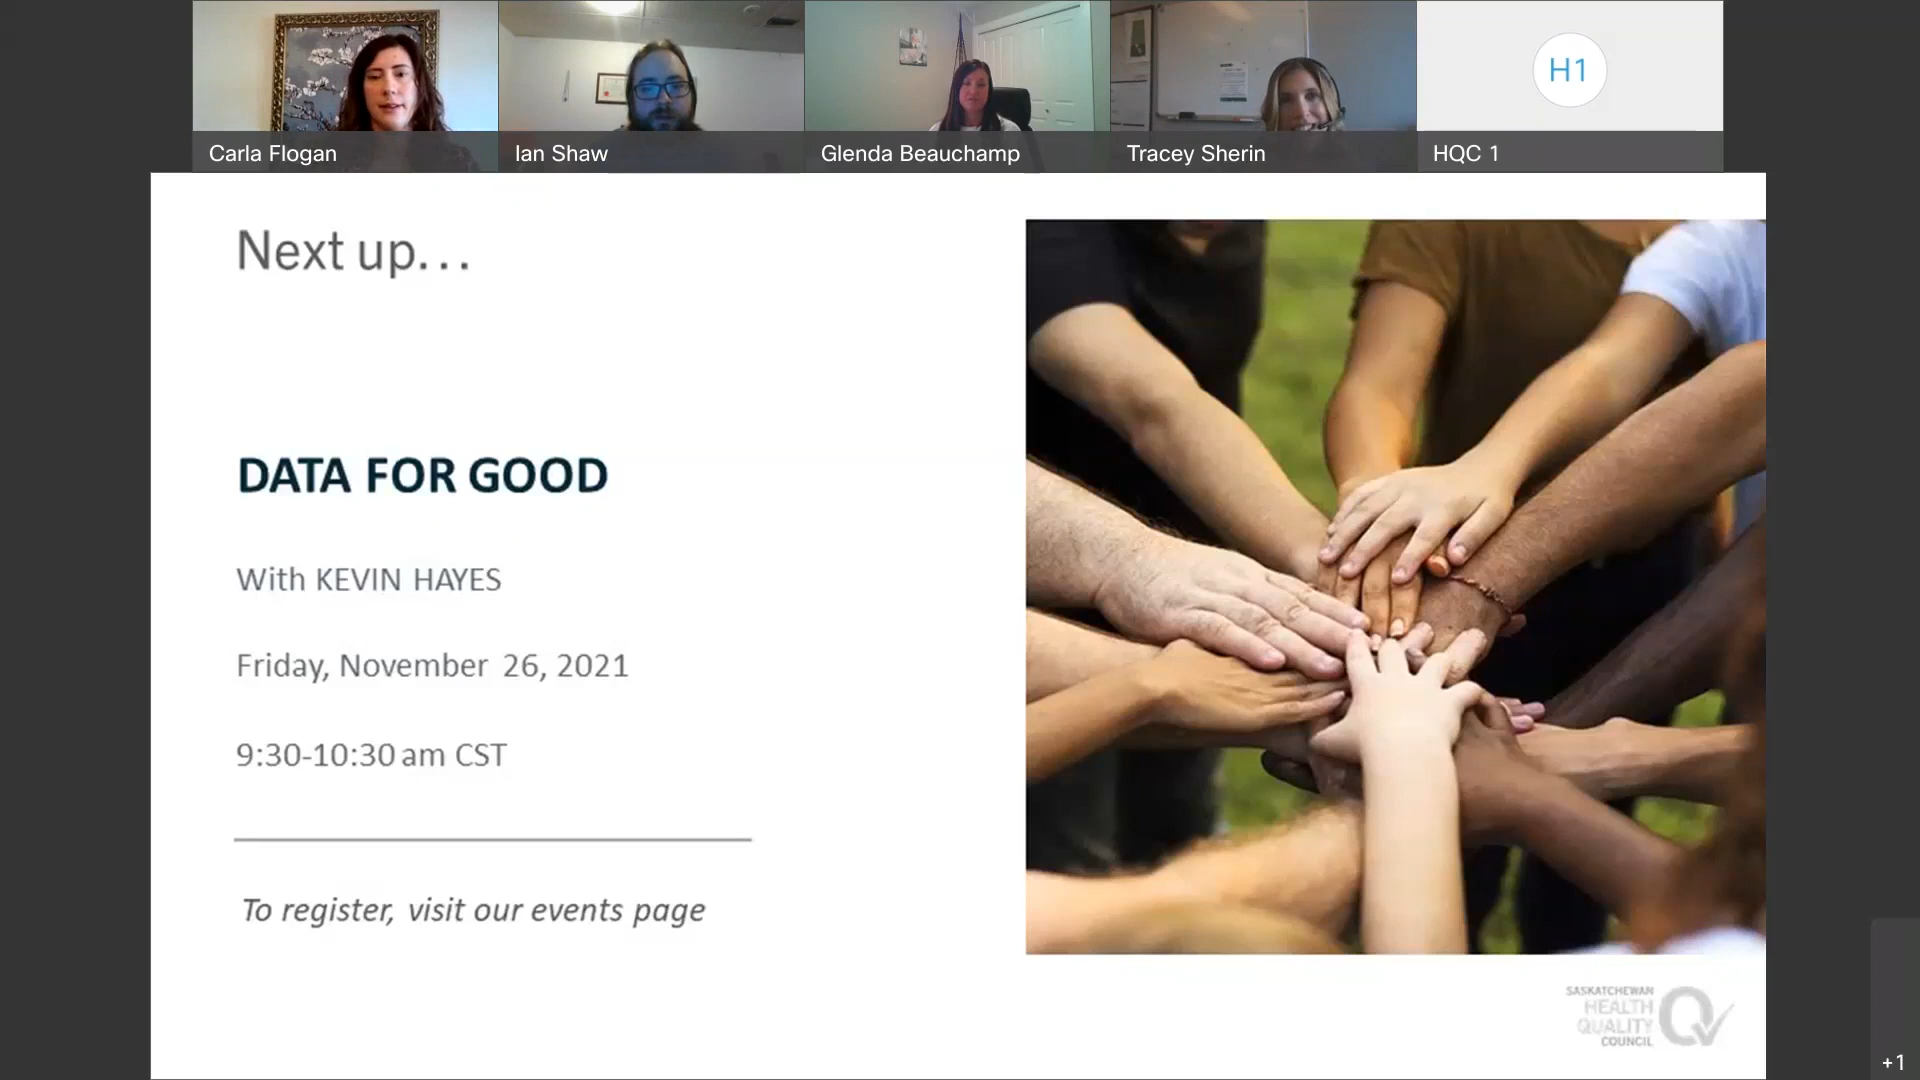 H1
Carla Flogan
Ian Shaw
Glenda Beauchamp
Tracey Sherin
HQC 1
Next up...
DATA FOR GOOD
With KEVIN HAYES
Friday, November 26, 2021
9:30-10:30 am CST
To register, visit our events page
SASKATCHEWAN
HEALTH
QUALITY
COUNCIL
+1